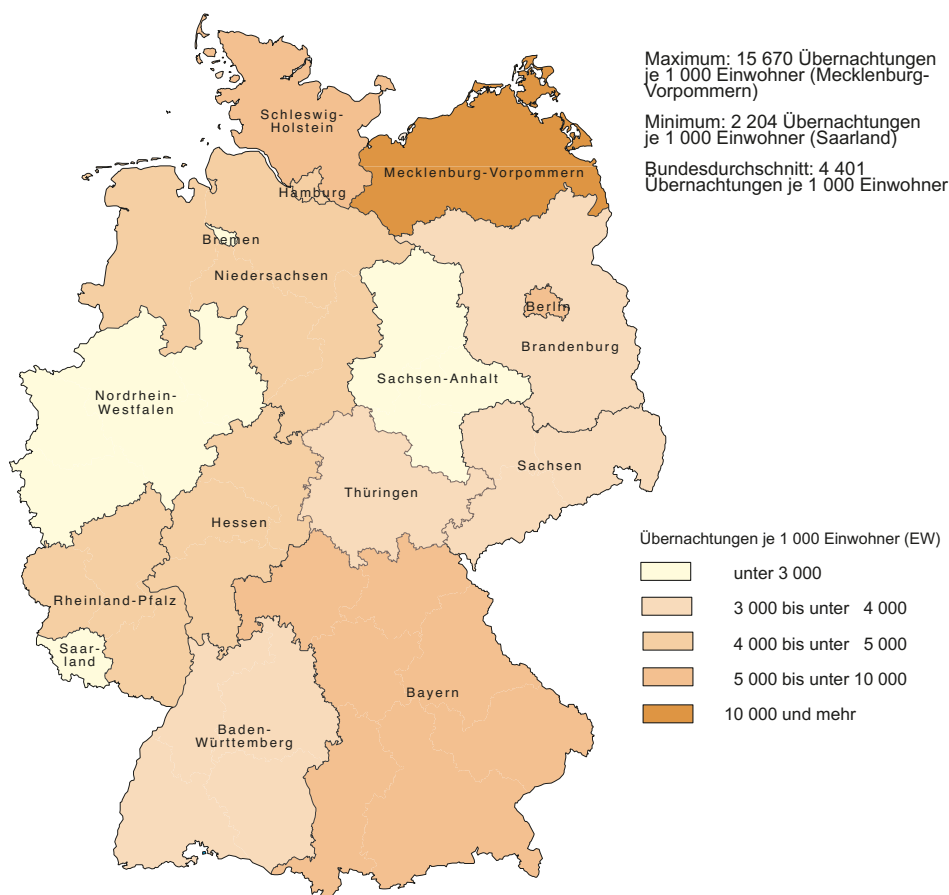 Maximum: 15 670 Übernachtungen
je 1 000 Einwohner (Mecklenburg-
Vorpommern)
Minimum: 2 204 Übernachtungen
je 1 000 Einwohner (Saarland)
Bundesdurchschnitt: 4 401
Übernachtungen je 1 000 Einwohner
Schleswig-
Holstein
Mecklenburg-Vorpommern
Hamburg
Bremen
Niedersachsen
Berlin
Brandenburg
Sachsen-Anhalt
Nordrhein-
Westfalen
Sachsen
Thüringen
Hessen
Rheinland-Pfalz
Saar-
land
Bayern
Baden-
Württemberg
Übernachtungen je 1 000 Einwohner (EW)
unter 3 000
3 000 bis unter 4 000
4 000 bis unter 5 000
5 000 bis unter 10 000
10 000 und mehr